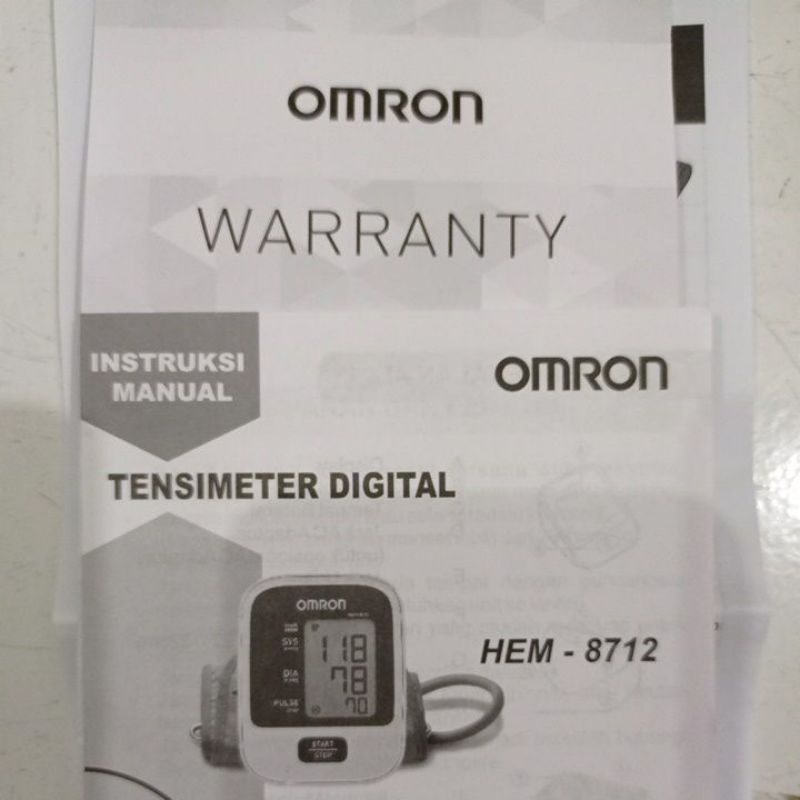 OMRON
WARRANTY
INSTRUKSI
MANUAL
OMRON
TENSIMETER DIGITAL
OMRON
SYS
118
DIA
78
PULSE
70
START
STOP
HEM - 8712